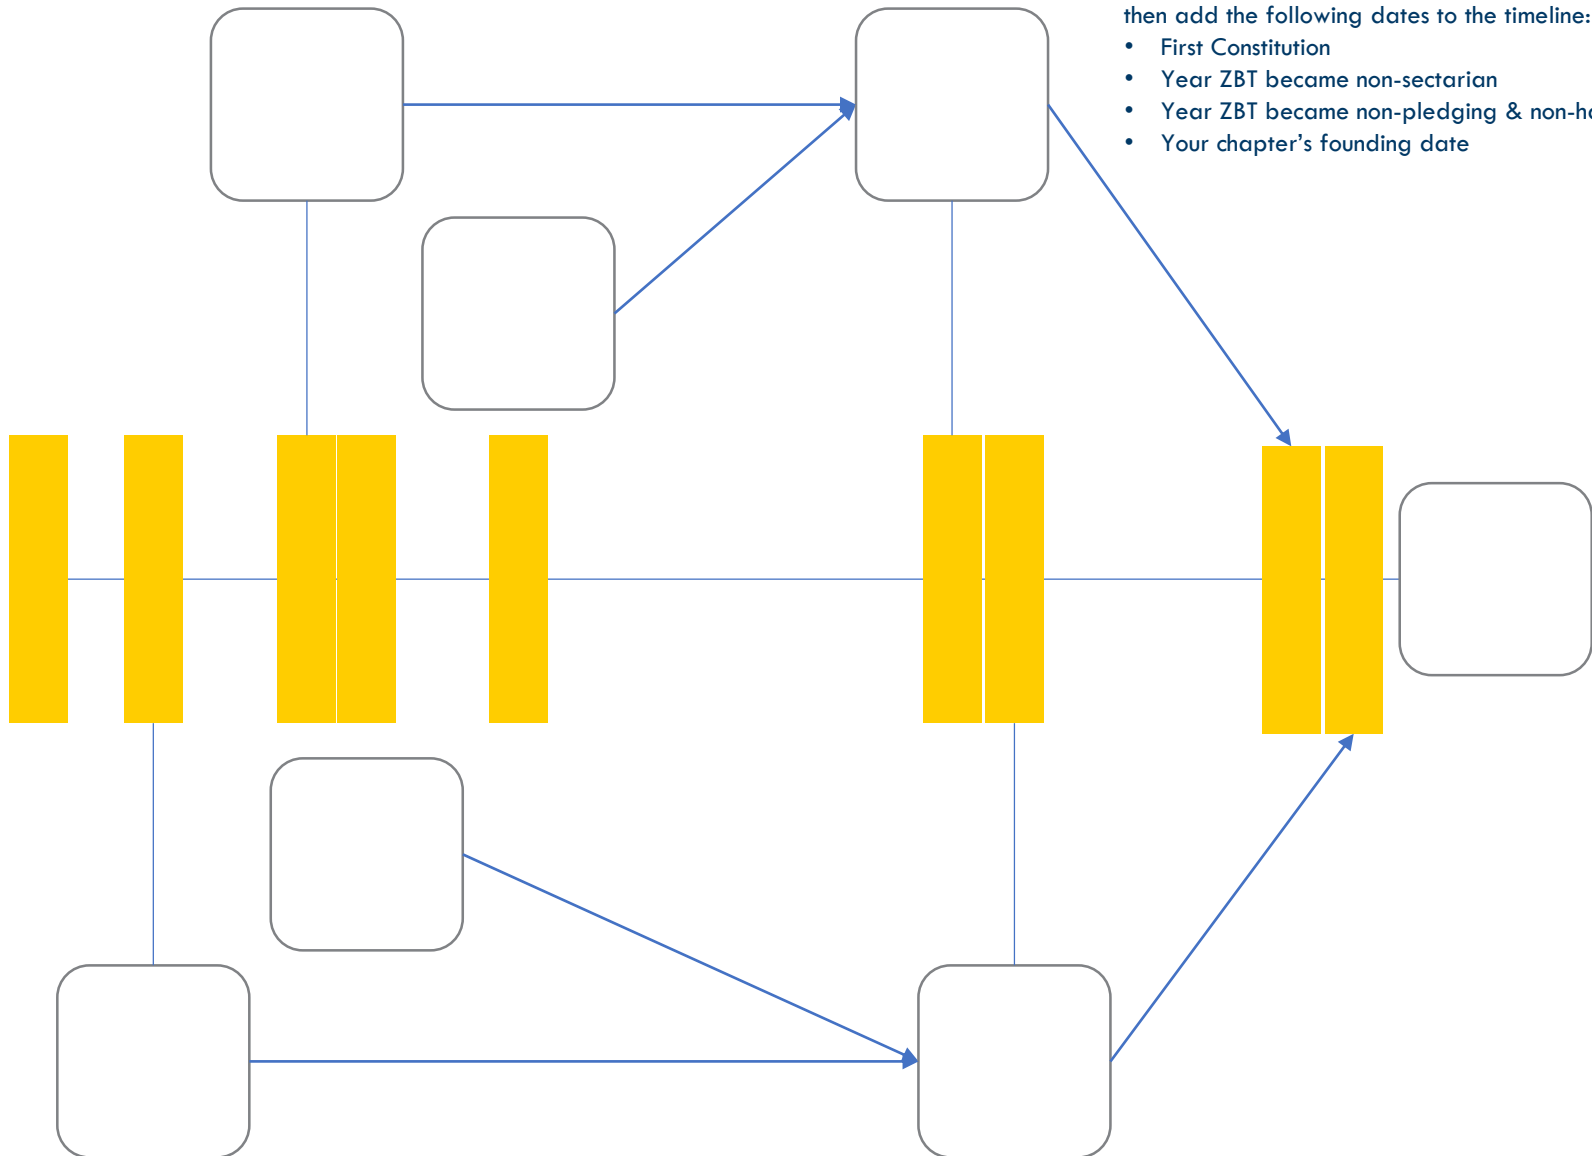 then add the following dates to the timeline:
• First Constitution
• Year ZBT became non-sectarian
• Year ZBT became non-pledging & 
• Your chapter’s founding date